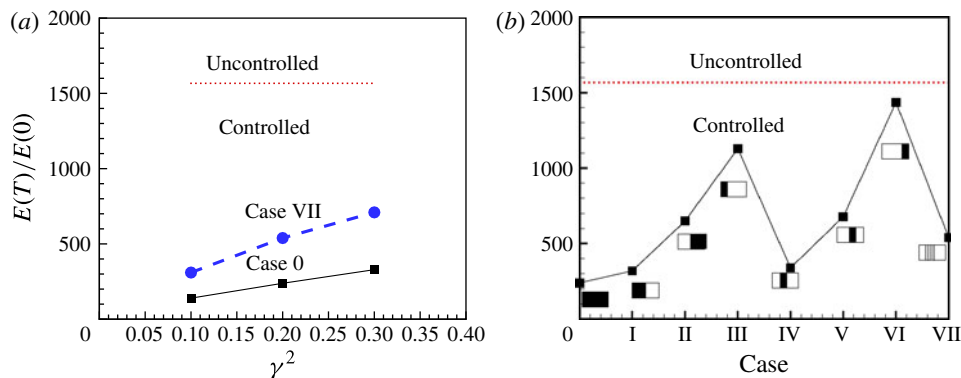 (a)
2000
1500
1000
500
0
E(T)/E(0)
Uncontrolled
Controlled
Case VII
Case 0
0.05 0.10 0.15 0.20 0.25 0.30 0.35 0.40
γ²
(b)
2000
1500
1000
500
0
Uncontrolled
Controlled
I II III IV V VI VII
Case